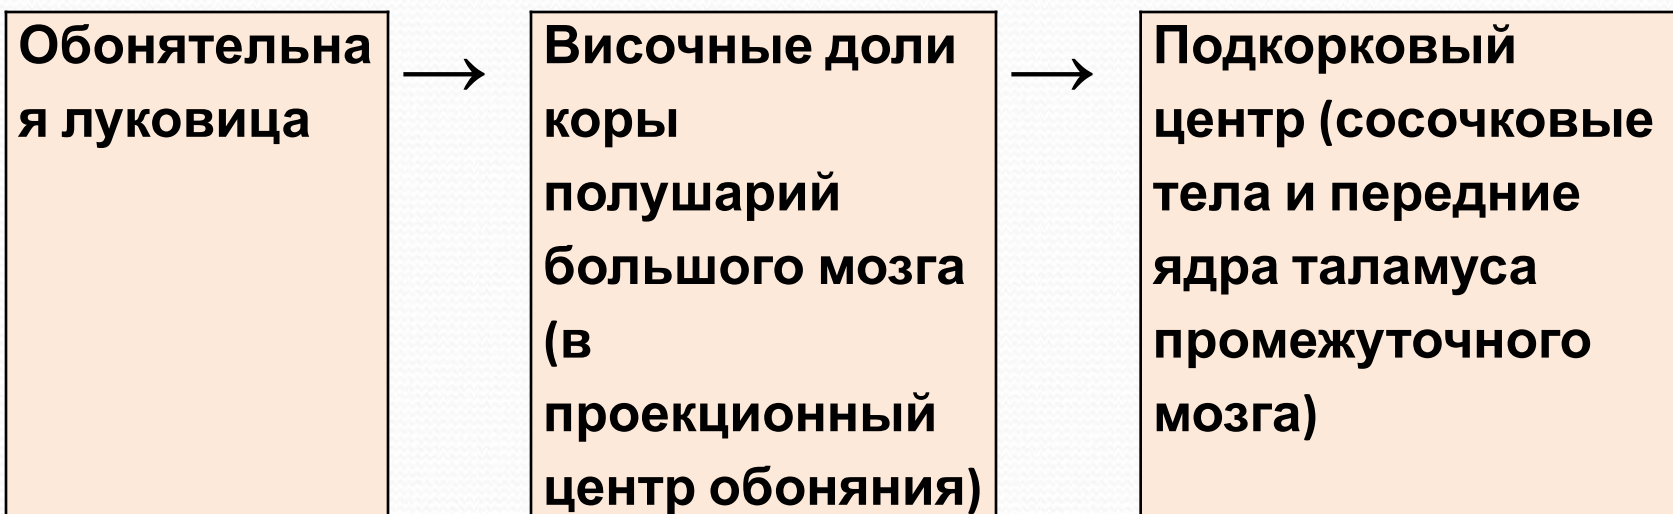 Обонятельна
я луковица
→
Височные доли
коры
полушарий
большого мозга
(в
проекционный
центр обоняния)
→
Подкорковый
центр (сосочковые
тела и передние
ядра таламуса
промежуточного
мозга)